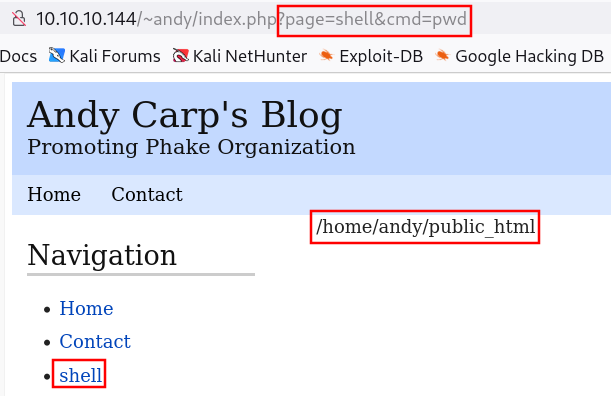 10.10.10.144/~andy/index.php?page=shell&cmd=pwd
Docs Kali Forums Kali NetHunter Exploit-DB Google Hacking DB
Andy Carp's Blog
Promoting Phake Organization
Home Contact
/home/andy/public_html
Navigation
Home
Contact
shell